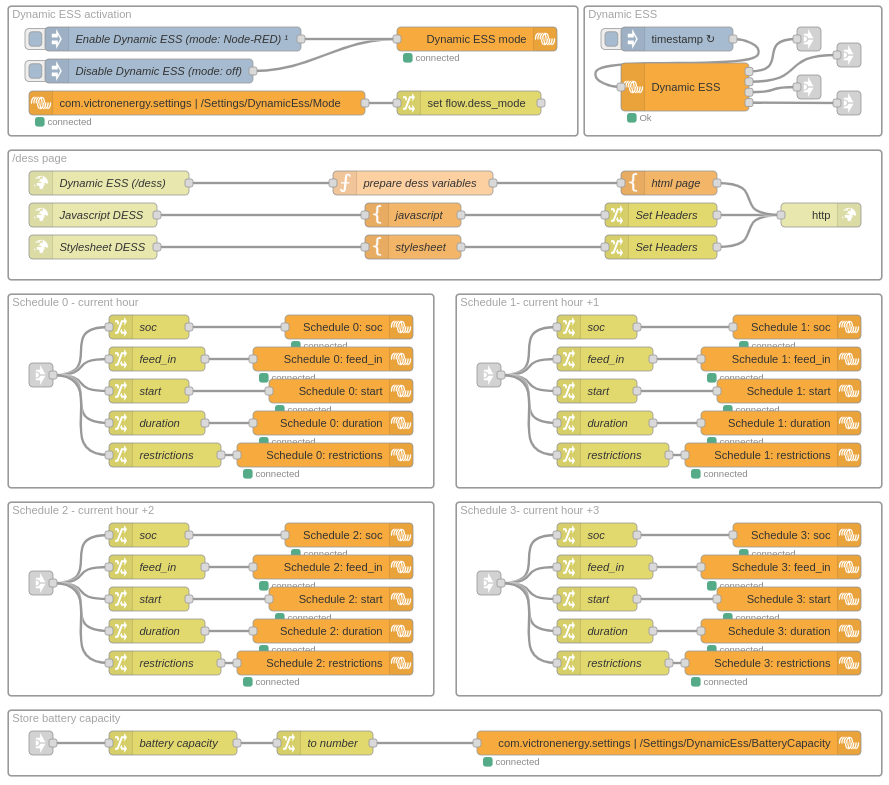 Dynamic ESS activation
Enable Dynamic ESS (mode: Node-RED) ¹
Dynamic ESS mode
connected
Disable Dynamic ESS (mode: off)
com.victronenergy.settings | /Settings/DynamicEss/Mode
set flow.dess_mode
connected
Dynamic ESS
timestamp ↻
Dynamic ESS
Ok
/dess page
Dynamic ESS (/dess)
prepare dess variables
html page
Javascript DESS
javascript
Set Headers
http
Stylesheet DESS
stylesheet
Set Headers
Schedule 0 - current hour
soc
Schedule 0: soc
connected
feed_in
Schedule 0: feed_in
connected
start
Schedule 0: start
connected
duration
Schedule 0: duration
connected
restrictions
Schedule 0: restrictions
connected
Schedule 1- current hour +1
soc
Schedule 1: soc
connected
feed_in
Schedule 1: feed_in
connected
start
Schedule 1: start
connected
duration
Schedule 1: duration
connected
restrictions
Schedule 1: restrictions
connected
Schedule 2 - current hour +2
soc
Schedule 2: soc
connected
feed_in
Schedule 2: feed_in
connected
start
Schedule 2: start
connected
duration
Schedule 2: duration
connected
restrictions
Schedule 2: restrictions
connected
Schedule 3- current hour +3
soc
Schedule 3: soc
connected
feed_in
Schedule 3: feed_in
connected
start
Schedule 3: start
connected
duration
Schedule 3: duration
connected
restrictions
Schedule 3: restrictions
connected
Store battery capacity
battery capacity
to number
com.victronenergy.settings | /Settings/DynamicEss/BatteryCapacity
connected